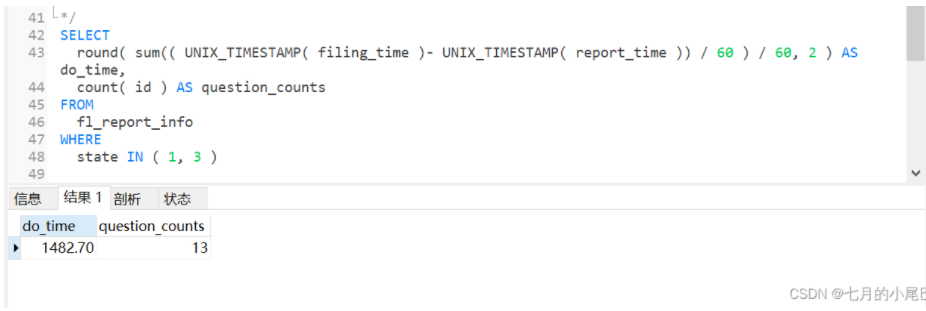 41 */
42 SELECT
43 round( sum(( UNIX_TIMESTAMP( filing_time )- UNIX_TIMESTAMP( report_time )) / 60 ) / 60, 2 ) AS
do_time,
44 count( id ) AS question_counts
45 FROM
46 fl_report_info
47 WHERE
48 state IN ( 1, 3 )
49
信息 结果 1 剖析 状态
do_time question_counts
1482.70 13
CSDN @七月的小尾巴